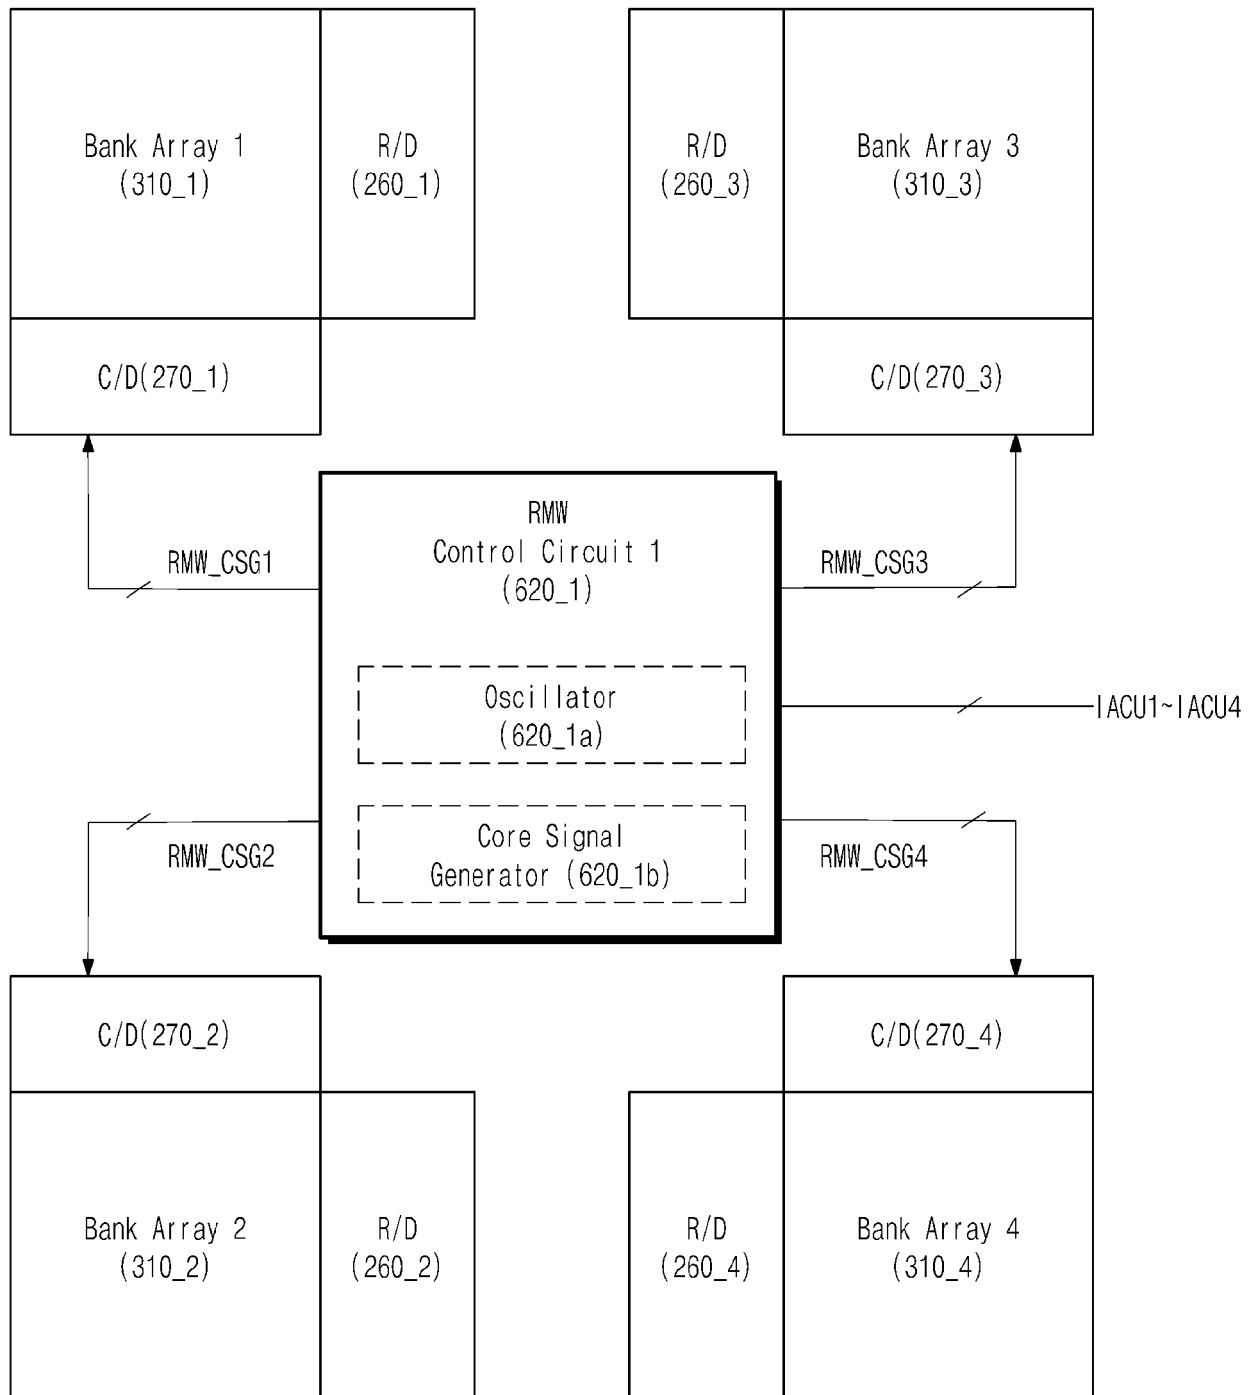 Bank Array 1
(310_1)
R/D
(260_1)
R/D
(260_3)
Bank Array 3
(310_3)
C/D(270_1)
C/D(270_3)
RMW
Control Circuit 1
(620_1)
RMW_CSG1
RMW_CSG3
Oscillator
(620_1a)
IACU1~IACU4
Core Signal
Generator (620_1b)
RMW_CSG2
RMW_CSG4
C/D(270_2)
C/D(270_4)
Bank Array 2
(310_2)
R/D
(260_2)
R/D
(260_4)
Bank Array 4
(310_4)